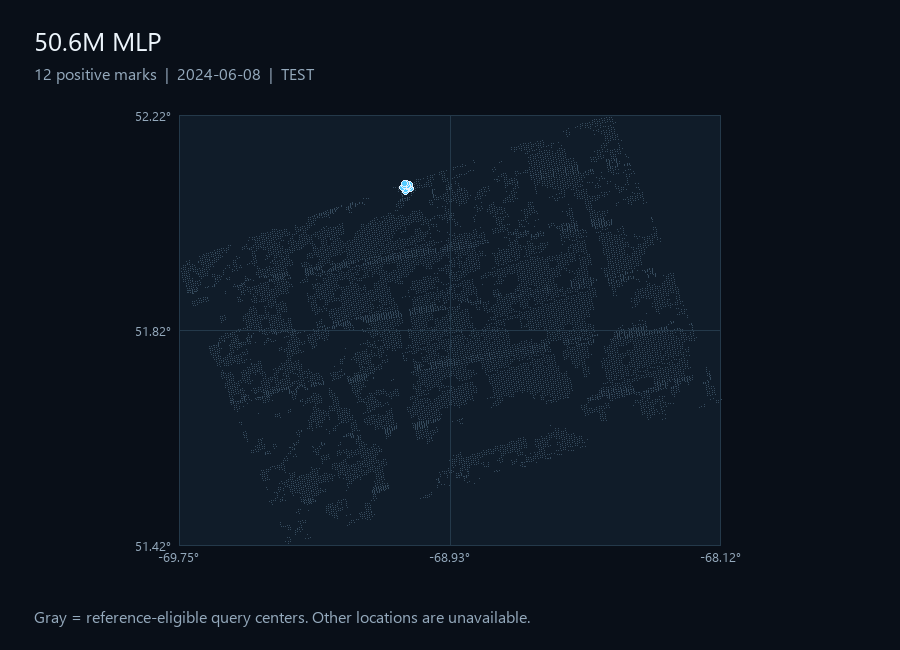 50.6M MLP
12 positive marks | 2024-06-08 | TEST
52.22°
51.82°
51.42°
-69.75°
-68.93°
-68.12°
Gray = reference-eligible query centers. Other locations are unavailable.